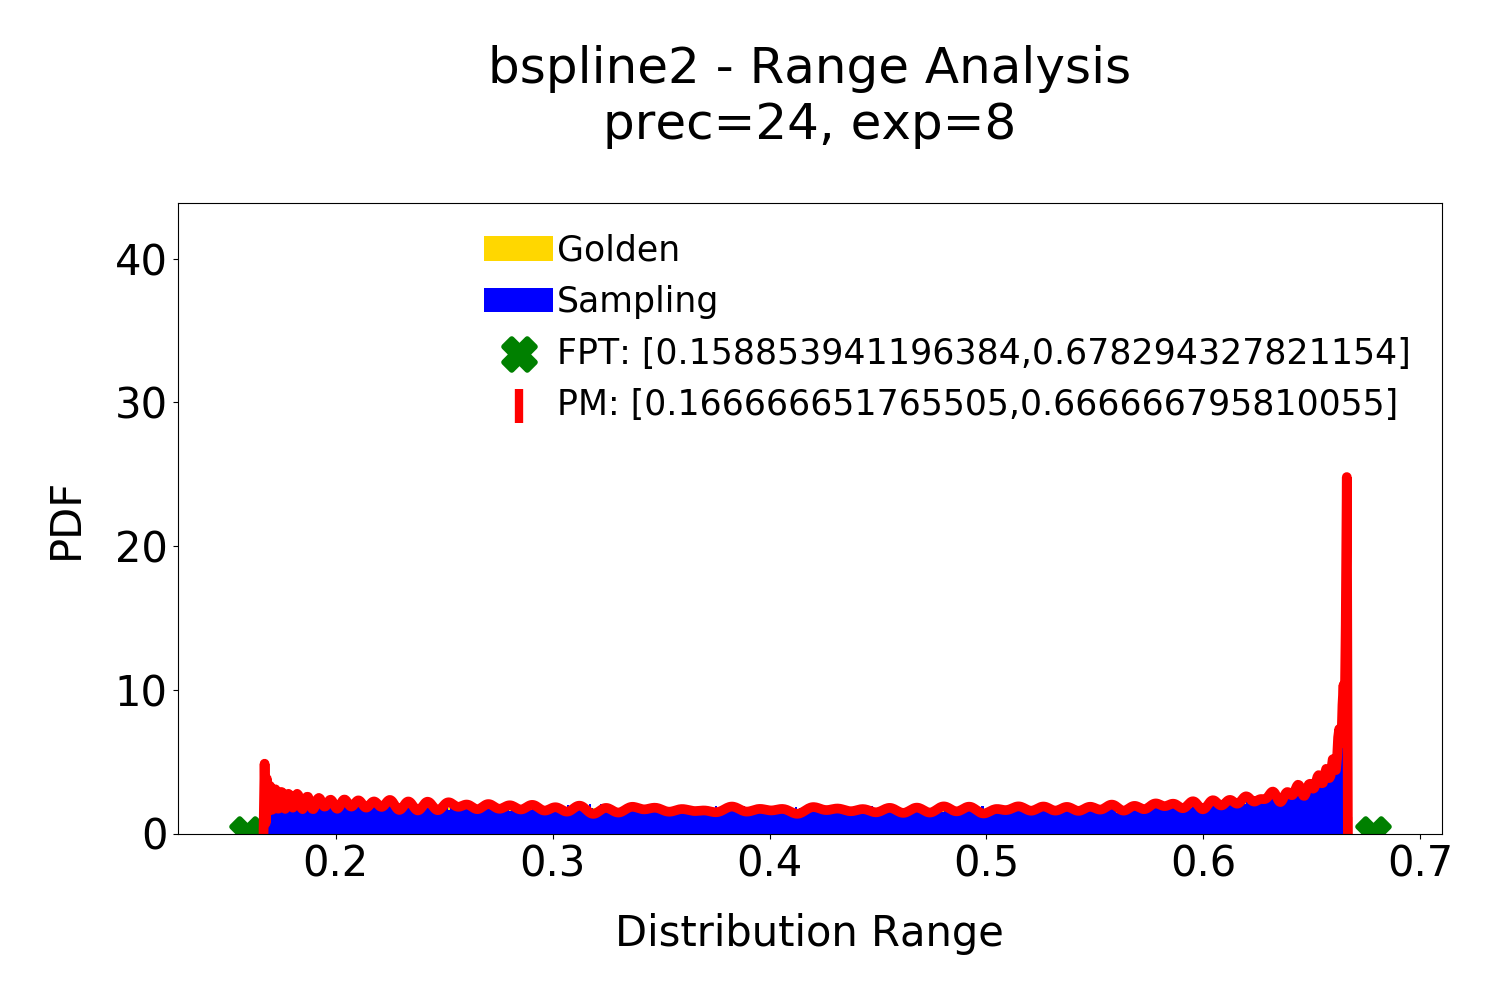 bspline2 - Range Analysis
prec=24, exp=8
40
30
20
10
0
PDF
Golden
Sampling
FPT: [0.158853941196384,0.678294327821154]
PM: [0.166666651765505,0.6666666795810055]
0.2 0.3 0.4 0.5 0.6 0.7
Distribution Range